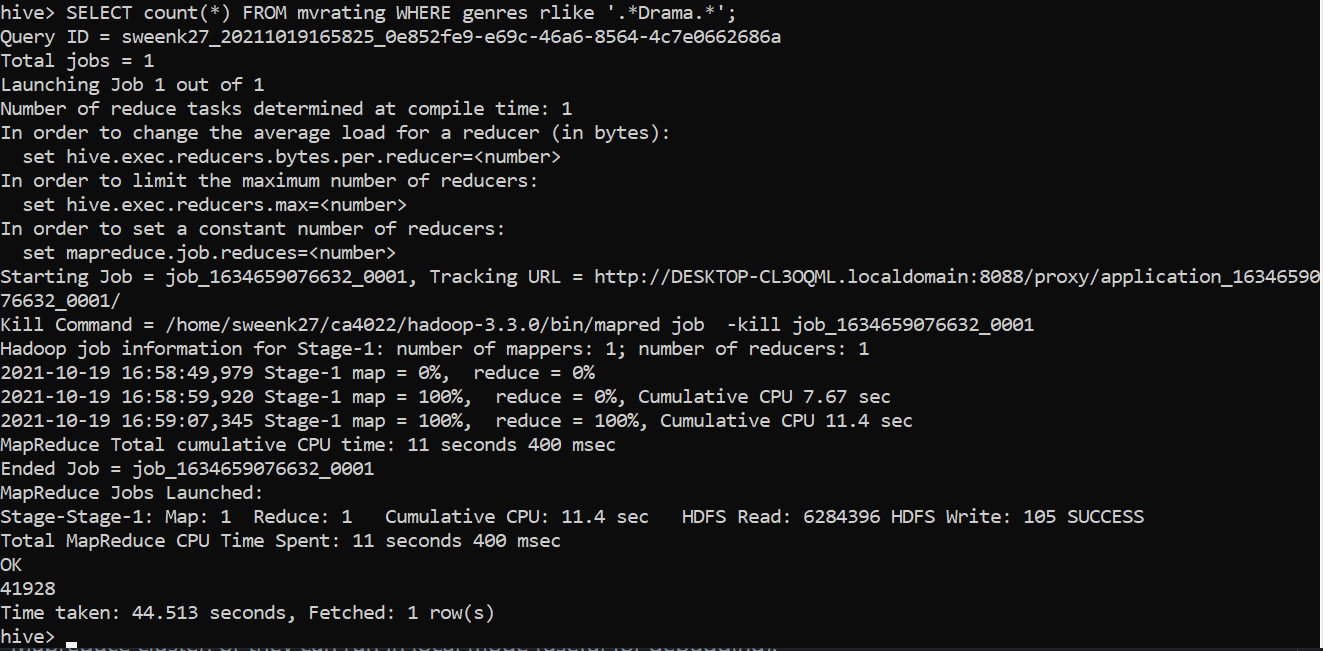 hive> SELECT count(*) FROM mvrating WHERE genres rlike '.*Drama.*';
Query ID = sweenk27_20211019165825_0e852fe9-e69c-46a6-8564-4c7e0662686a
Total jobs = 1
Launching Job 1 out of 1
Number of reduce tasks determined at compile time: 1
In order to change the average load for a reducer (in bytes):
  set hive.exec.reducers.bytes.per.reducer=<number>
In order to limit the maximum number of reducers:
  set hive.exec.reducers.max=<number>
In order to set a constant number of reducers:
  set mapreduce.job.reduces=<number>
Starting Job = job_1634659076632_0001, Tracking URL = http://DESKTOP-CL3OQML.localdomain:8088/proxy/application_16346590
76632_0001/
Kill Command = /home/sweenk27/ca4022/hadoop-3.3.0/bin/mapred job  -kill job_1634659076632_0001
Hadoop job information for Stage-1: number of mappers: 1; number of reducers: 1
2021-10-19 16:58:49,979 Stage-1 map = 0%,  reduce = 0%
2021-10-19 16:58:59,920 Stage-1 map = 100%,  reduce = 0%, Cumulative CPU 7.67 sec
2021-10-19 16:59:07,345 Stage-1 map = 100%,  reduce = 100%, Cumulative CPU 11.4 sec
MapReduce Total cumulative CPU time: 11 seconds 400 msec
Ended Job = job_1634659076632_0001
MapReduce Jobs Launched:
Stage-Stage-1: Map: 1  Reduce: 1   Cumulative CPU: 11.4 sec   HDFS Read: 6284396 HDFS Write: 105 SUCCESS
Total MapReduce CPU Time Spent: 11 seconds 400 msec
OK
41928
Time taken: 44.513 seconds, Fetched: 1 row(s)
hive>